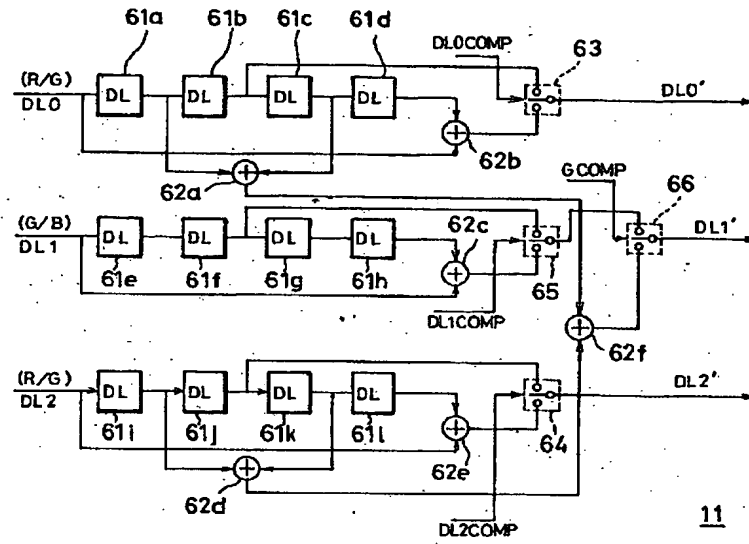 61a 61b 61c 61d
DL0COMP 63
(R/G)
DL0 DL DL DL DL DL0'
62a 62b
GCOMP 66
(G/B)
DL1 DL DL DL DL 62c DL1'
61e 61f 61g 61h 65
DL1COMP 62f
(R/G)
DL2 DL DL DL DL DL2'
61i 61j 61k 61l 62e 64
62d
DL2COMP 11